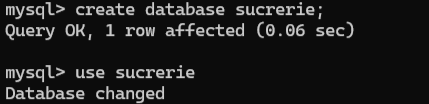 mysql> create database sucrerie;
Query OK, 1 row affected (0.06 sec)
mysql> use sucrerie
Database changed